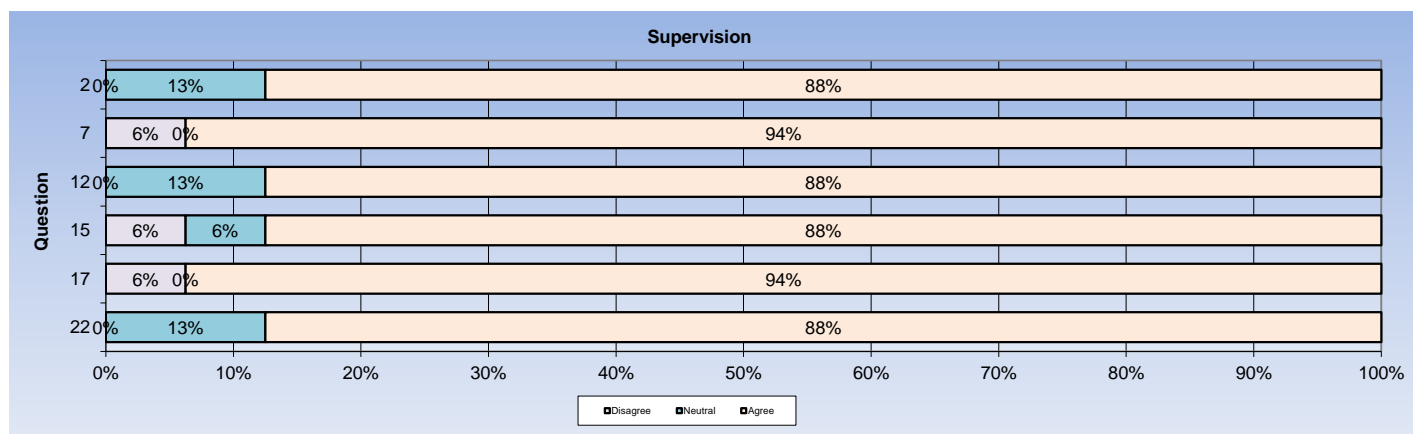 Supervision
2 0% 13% 88%
7 6% 0% 94%
12 0% 13% 88%
Question
15 6% 6% 88%
17 6% 0% 94%
22 0% 13% 88%
0% 10% 20% 30% 40% 50% 60% 70% 80% 90% 100%
Disagree Neutral Agree